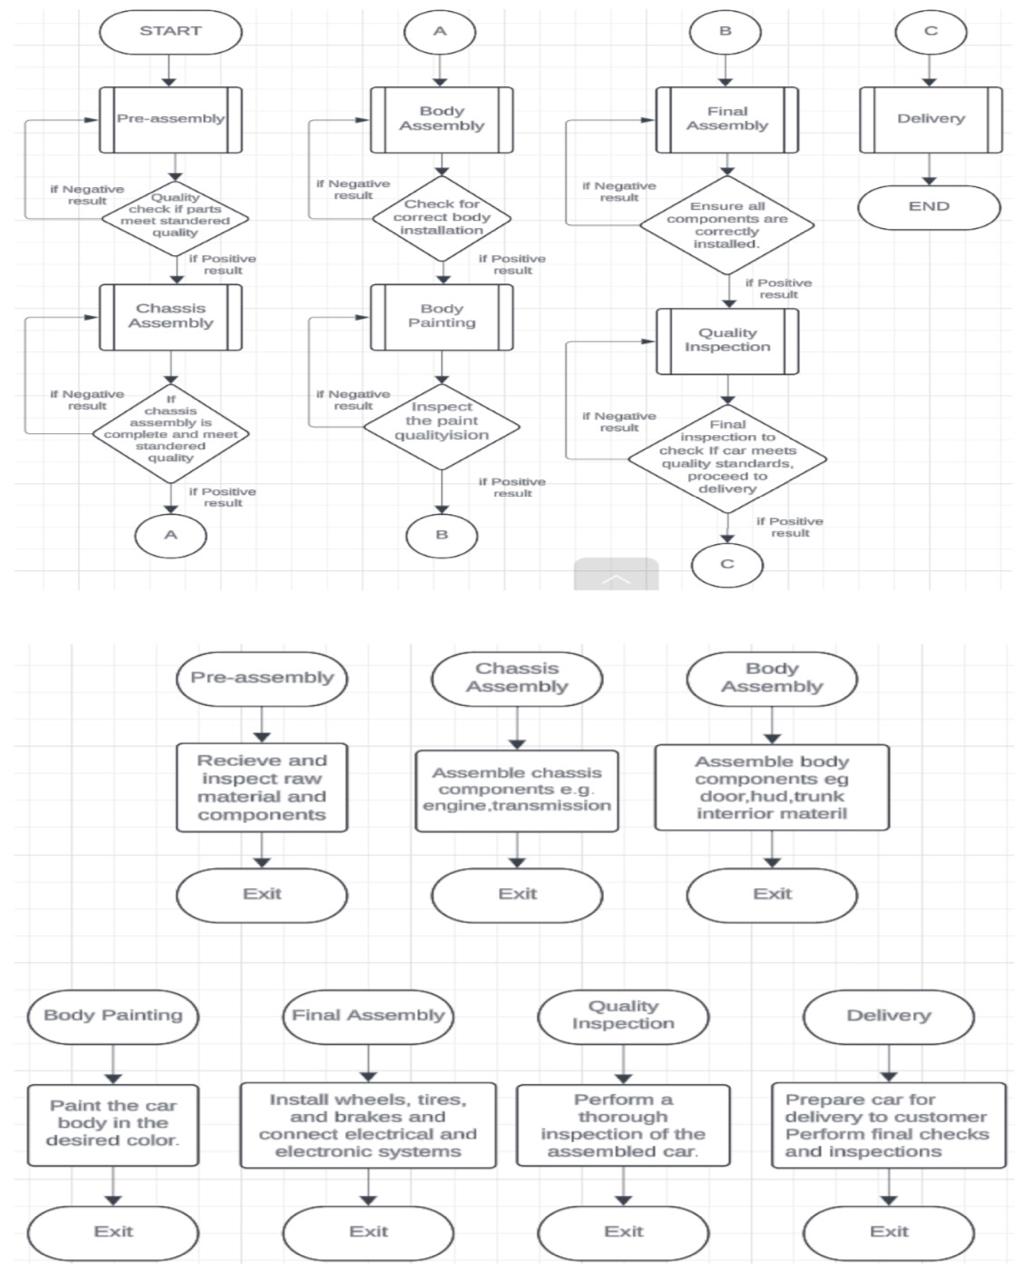 START
Pre-assembly
if Negative
result
Quality
check if parts
meet standered
quality
if Positive
result
Chassis
Assembly
if Negative
result
If
chassis
assembly is
complete and meet
standered
quality
if Positive
result
A
A
Body
Assembly
if Negative
result
Check for
correct body
installation
if Positive
result
Body
Painting
if Negative
result
Inspect
the paint
qualityision
if Positive
result
B
B
Final
Assembly
if Negative
result
Ensure all
components are
correctly
installed.
if Positive
result
Quality
Inspection
if Negative
result
Final
inspection to
check If car meets
quality standards,
proceed to
delivery
if Positive
result
C
C
Delivery
END
Pre-assembly
Recieve and
inspect raw
material and
components
Exit
Chassis
Assembly
Assemble chassis
components e.g.
engine,transmission
Exit
Body
Assembly
Assemble body
components eg
door,hud,trunk
interrior materil
Exit
Body Painting
Paint the car
body in the
desired color.
Exit
Final Assembly
Install wheels, tires,
and brakes and
connect electrical and
electronic systems
Exit
Quality
Inspection
Perform a
thorough
inspection of the
assembled car.
Exit
Delivery
Prepare car for
delivery to customer
Perform final checks
and inspections
Exit